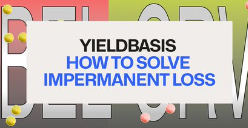 YIELDBASIS
HOW TO SOLVE
IMPERMANENT LOSS